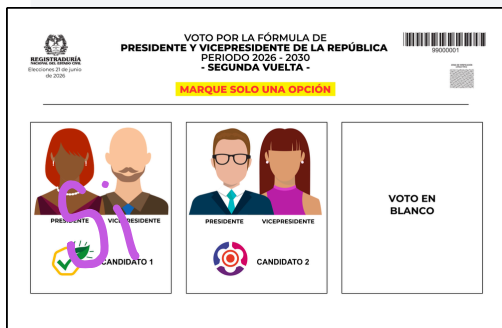 VOTO POR LA FÓRMULA DE
PRESIDENTE Y VICEPRESIDENTE DE LA REPÚBLICA
PERIODO 2026 - 2030
- SEGUNDA VUELTA -
REGISTRADURÍA
NACIONAL DEL ESTADO CIVIL
Elecciones 21 de junio
de 2026
99000001
MARQUE SOLO UNA OPCIÓN
PRESIDENTE VICEPRESIDENTE
Si
CANDIDATO 1
PRESIDENTE VICEPRESIDENTE
CANDIDATO 2
VOTO EN
BLANCO